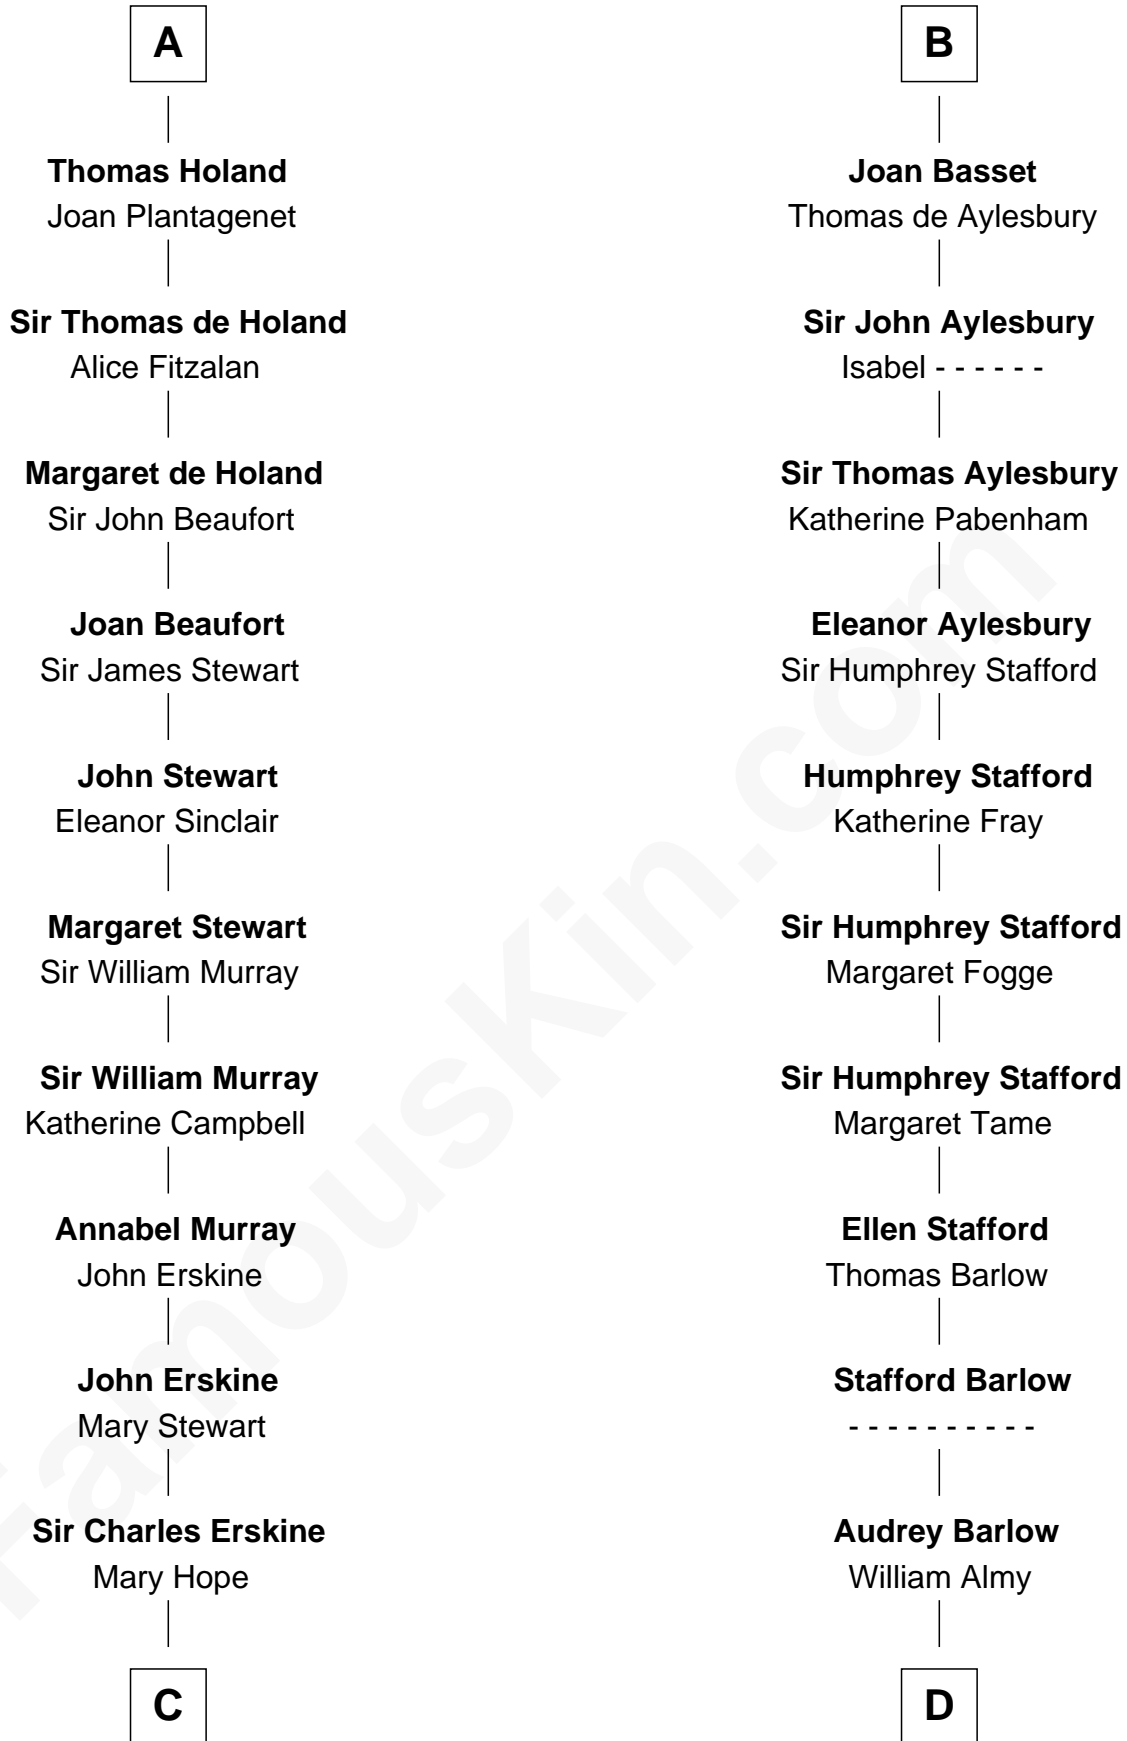 A
Thomas Holand
Joan Plantagenet
Sir Thomas de Holand
Alice Fitzalan
Margaret de Holand
Sir John Beaufort
Joan Beaufort
Sir James Stewart
John Stewart
Eleanor Sinclair
Margaret Stewart
Sir William Murray
Sir William Murray
Katherine Campbell
Annabel Murray
John Erskine
John Erskine
Mary Stewart
Sir Charles Erskine
Mary Hope
C
B
Joan Basset
Thomas de Aylesbury
Sir John Aylesbury
Isabel - - - - - -
Sir Thomas Aylesbury
Katherine Pabenham
Eleanor Aylesbury
Sir Humphrey Stafford
Humphrey Stafford
Katherine Fray
Sir Humphrey Stafford
Margaret Fogge
Sir Humphrey Stafford
Margaret Tame
Ellen Stafford
Thomas Barlow
Stafford Barlow
- - - - - - - - - -
Audrey Barlow
William Almy
D
FamousKin.com